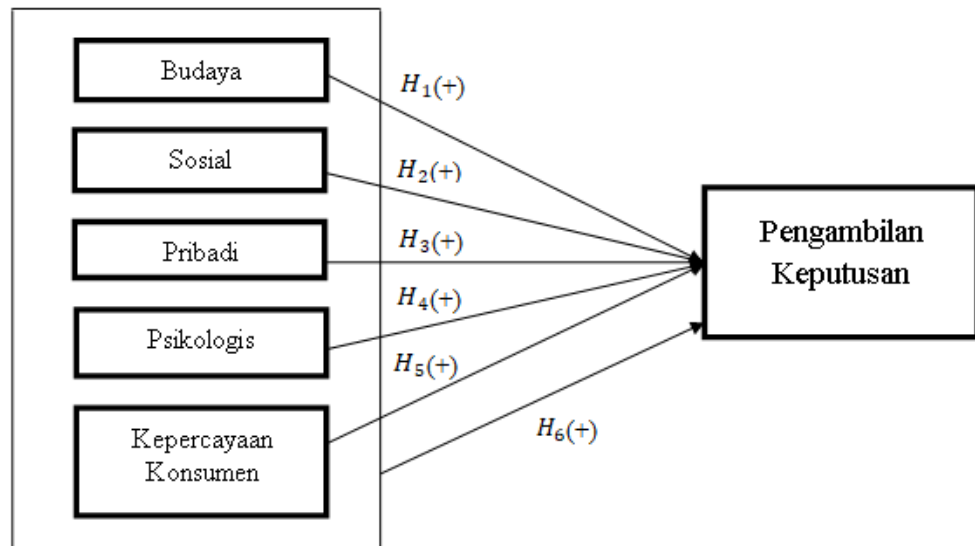 Budaya
Sosial
Pribadi
Psikologis
Kepercayaan
Konsumen
H₁(+)
H₂(+)
H₃(+)
H₄(+)
H₅(+)
H₆(+)
Pengambilan
Keputusan